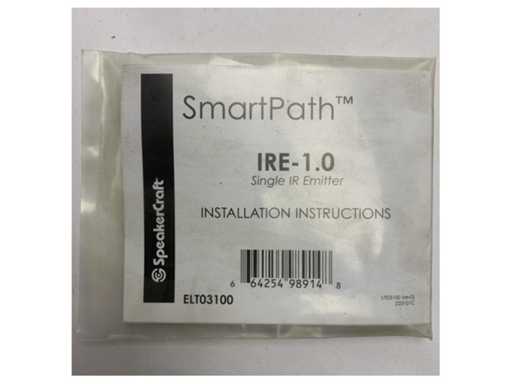 SmartPath™
IRE-1.0
Single IR Emitter
INSTALLATION INSTRUCTIONS
SpeakerCraft®
6 64254 98914 8
ELT03100